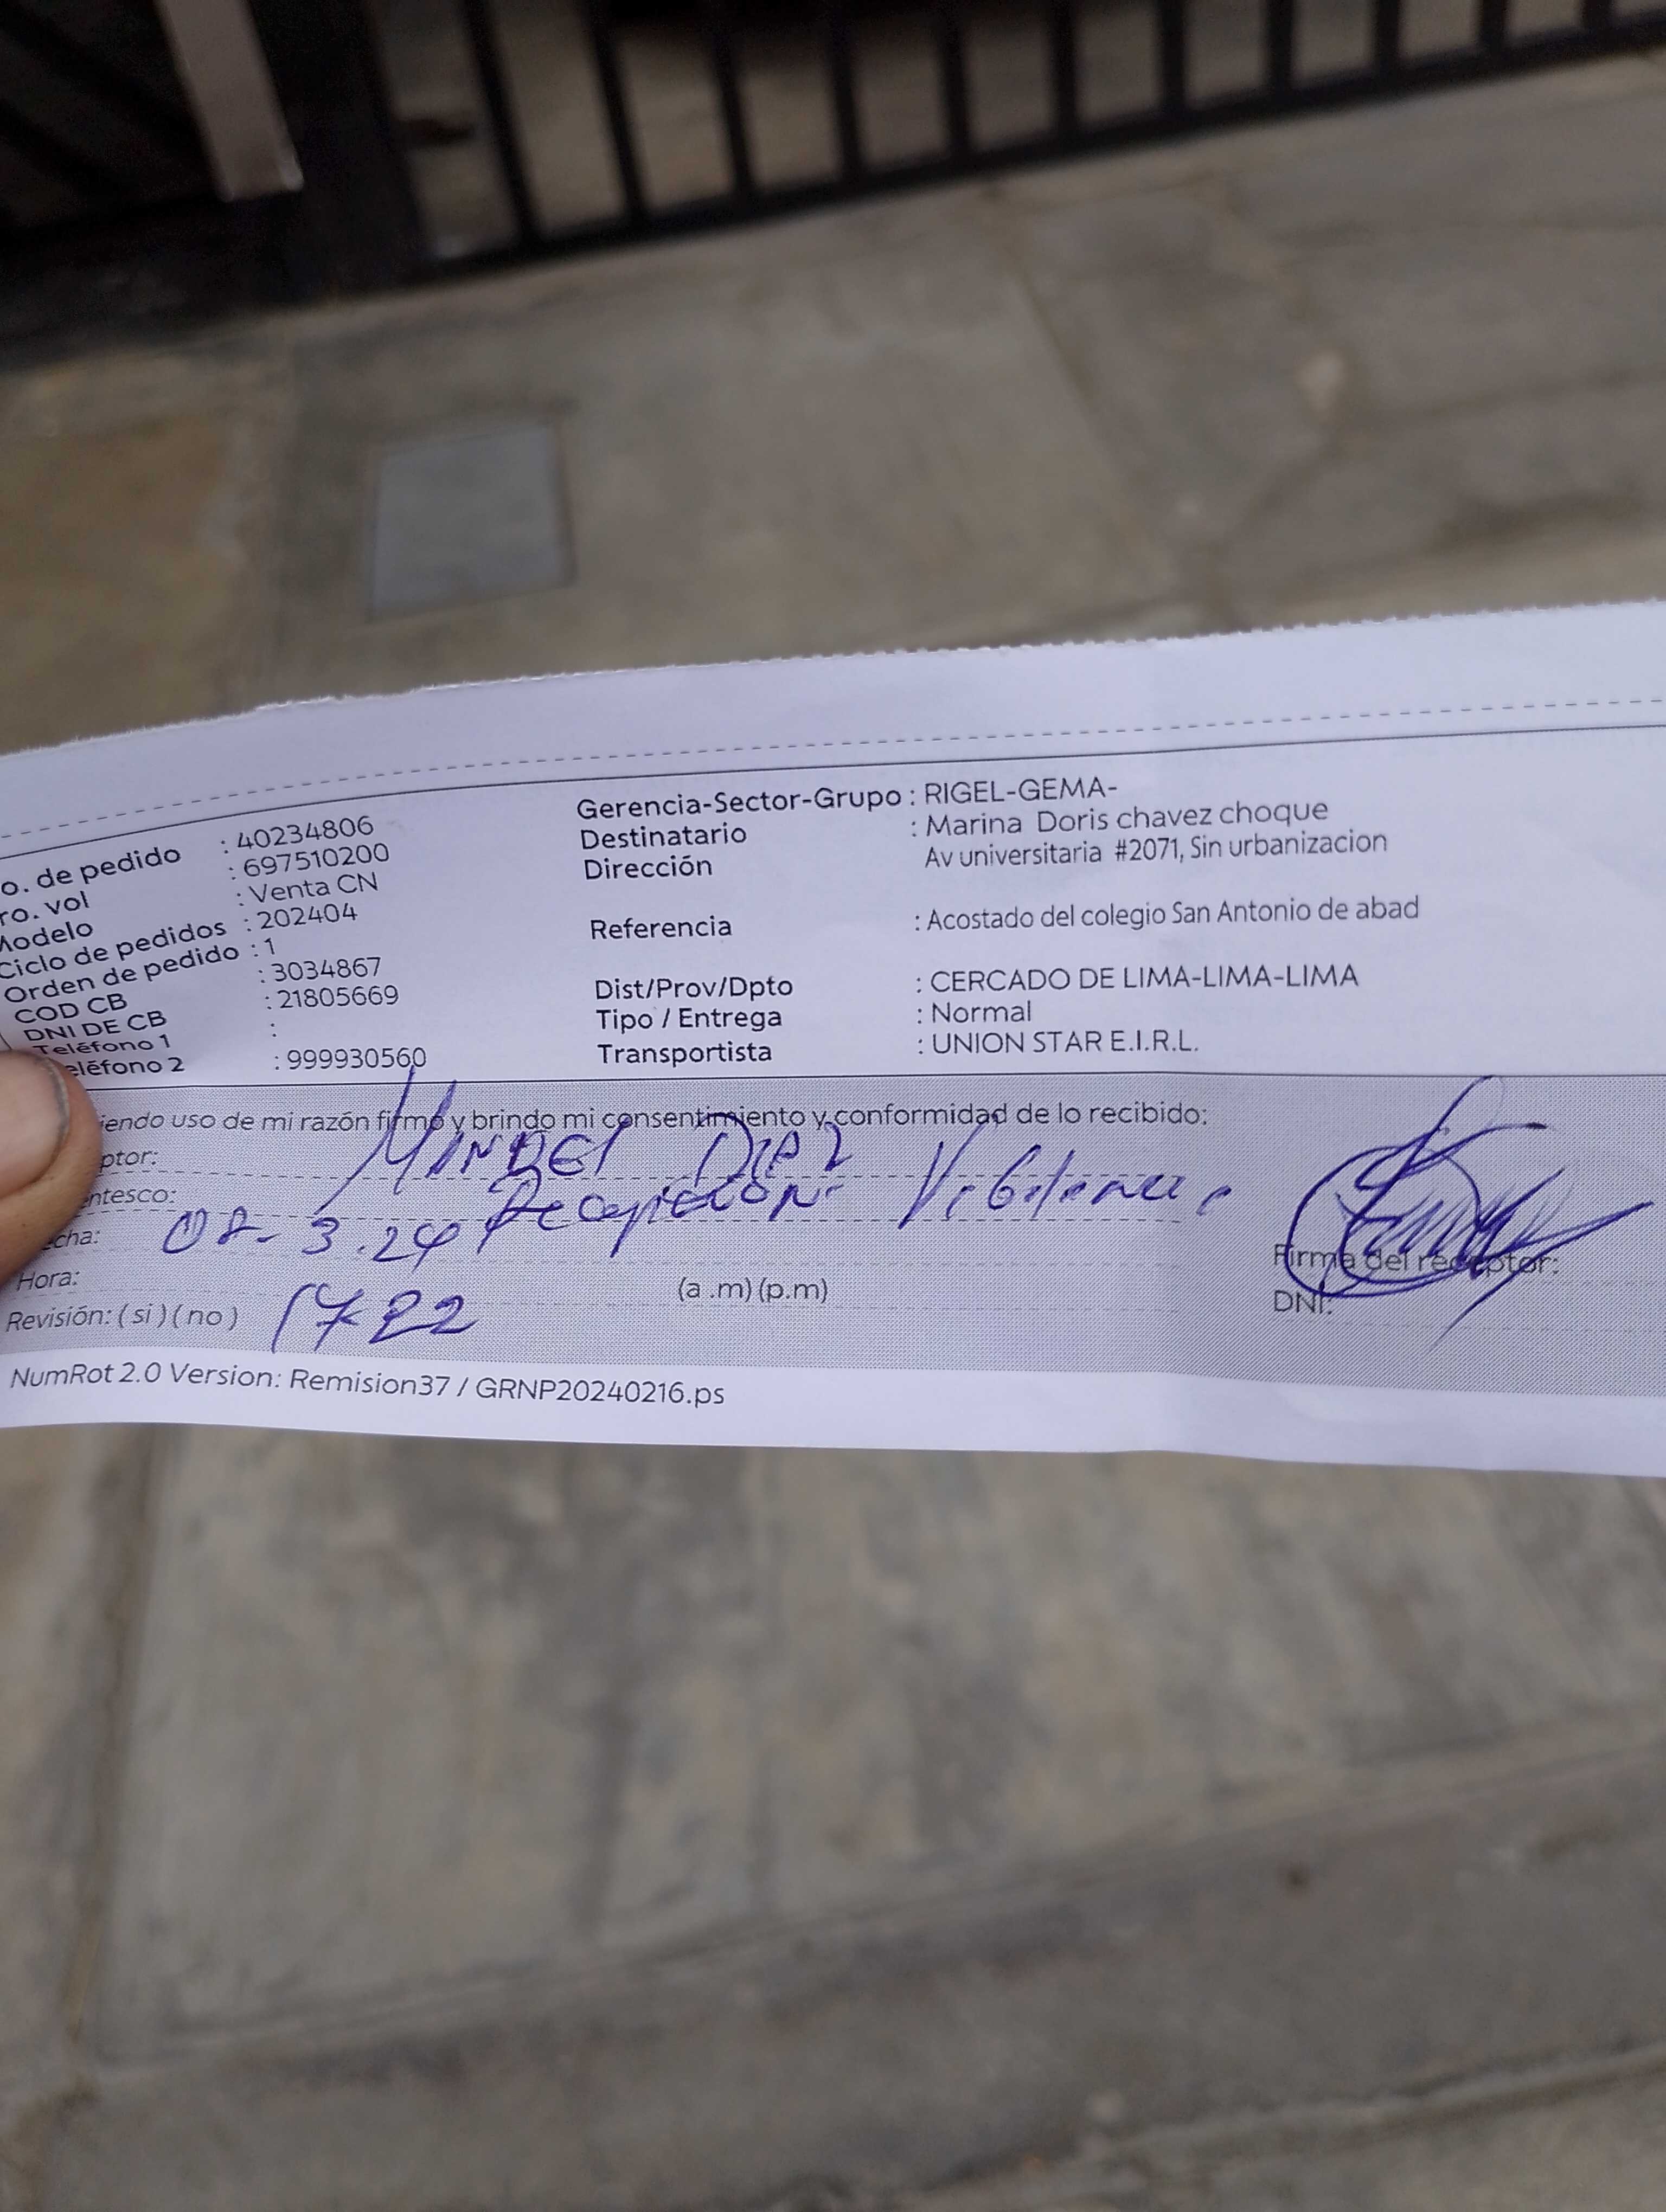 o. de pedido : 40234806
ro. vol : 697510200
Modelo : Venta CN
Ciclo de pedidos : 202404
Orden de pedido : 1
COD CB : 3034867
DNI DE CB : 21805669
Teléfono 1 :
eléfono 2 : 999930560
Gerencia-Sector-Grupo : RIGEL-GEMA-
Destinatario : Marina Doris chavez choque
Dirección Av universitaria #2071, Sin urbanizacion
Referencia : Acostado del colegio San Antonio de abad
Dist/Prov/Dpto : CERCADO DE LIMA-LIMA-LIMA
Tipo / Entrega : Normal
Transportista : UNION STAR E.I.R.L.
iendo uso de mi razón firmo y brindo mi consentimiento y conformidad de lo recibido:
ptor:
entesco:
cha: 3.24
Hora: (a .m) (p.m)
Revisión: ( si ) ( no )
Firma del receptor:
DNI:
NumRot 2.0 Version: Remision37 / GRNP20240216.ps